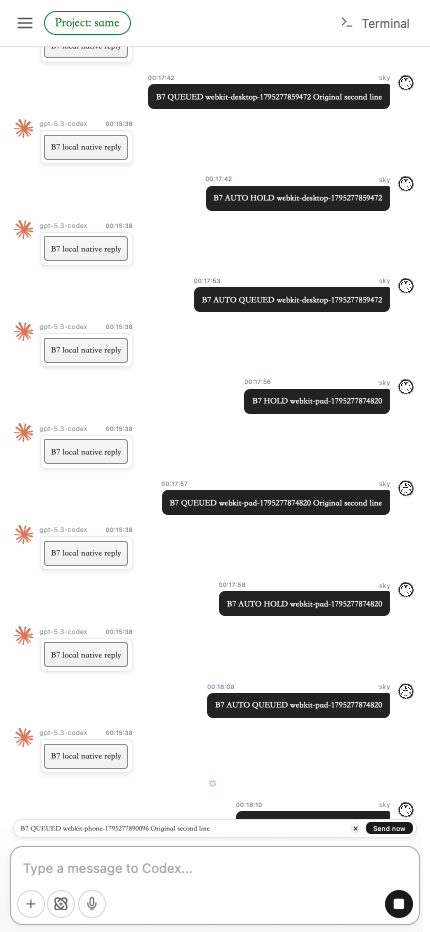 Project: same
Terminal
B7 local native reply
00:17:42 sky
B7 QUEUED webkit-desktop-1795277859472 Original second line
gpt-5.3-codex 00:15:38
B7 local native reply
00:17:42 sky
B7 AUTO HOLD webkit-desktop-1795277859472
gpt-5.3-codex 00:15:38
B7 local native reply
00:17:53 sky
B7 AUTO QUEUED webkit-desktop-1795277859472
gpt-5.3-codex 00:15:38
B7 local native reply
00:17:56 sky
B7 HOLD webkit-pad-1795277874820
gpt-5.3-codex 00:15:38
B7 local native reply
00:17:57 sky
B7 QUEUED webkit-pad-1795277874820 Original second line
gpt-5.3-codex 00:15:38
B7 local native reply
00:17:58 sky
B7 AUTO HOLD webkit-pad-1795277874820
gpt-5.3-codex 00:15:38
B7 local native reply
00:18:08 sky
B7 AUTO QUEUED webkit-pad-1795277874820
gpt-5.3-codex 00:15:38
B7 local native reply
00:18:10 sky
B7 QUEUED webkit-phone-1795277890096 Original second line
Send now
Type a message to Codex...